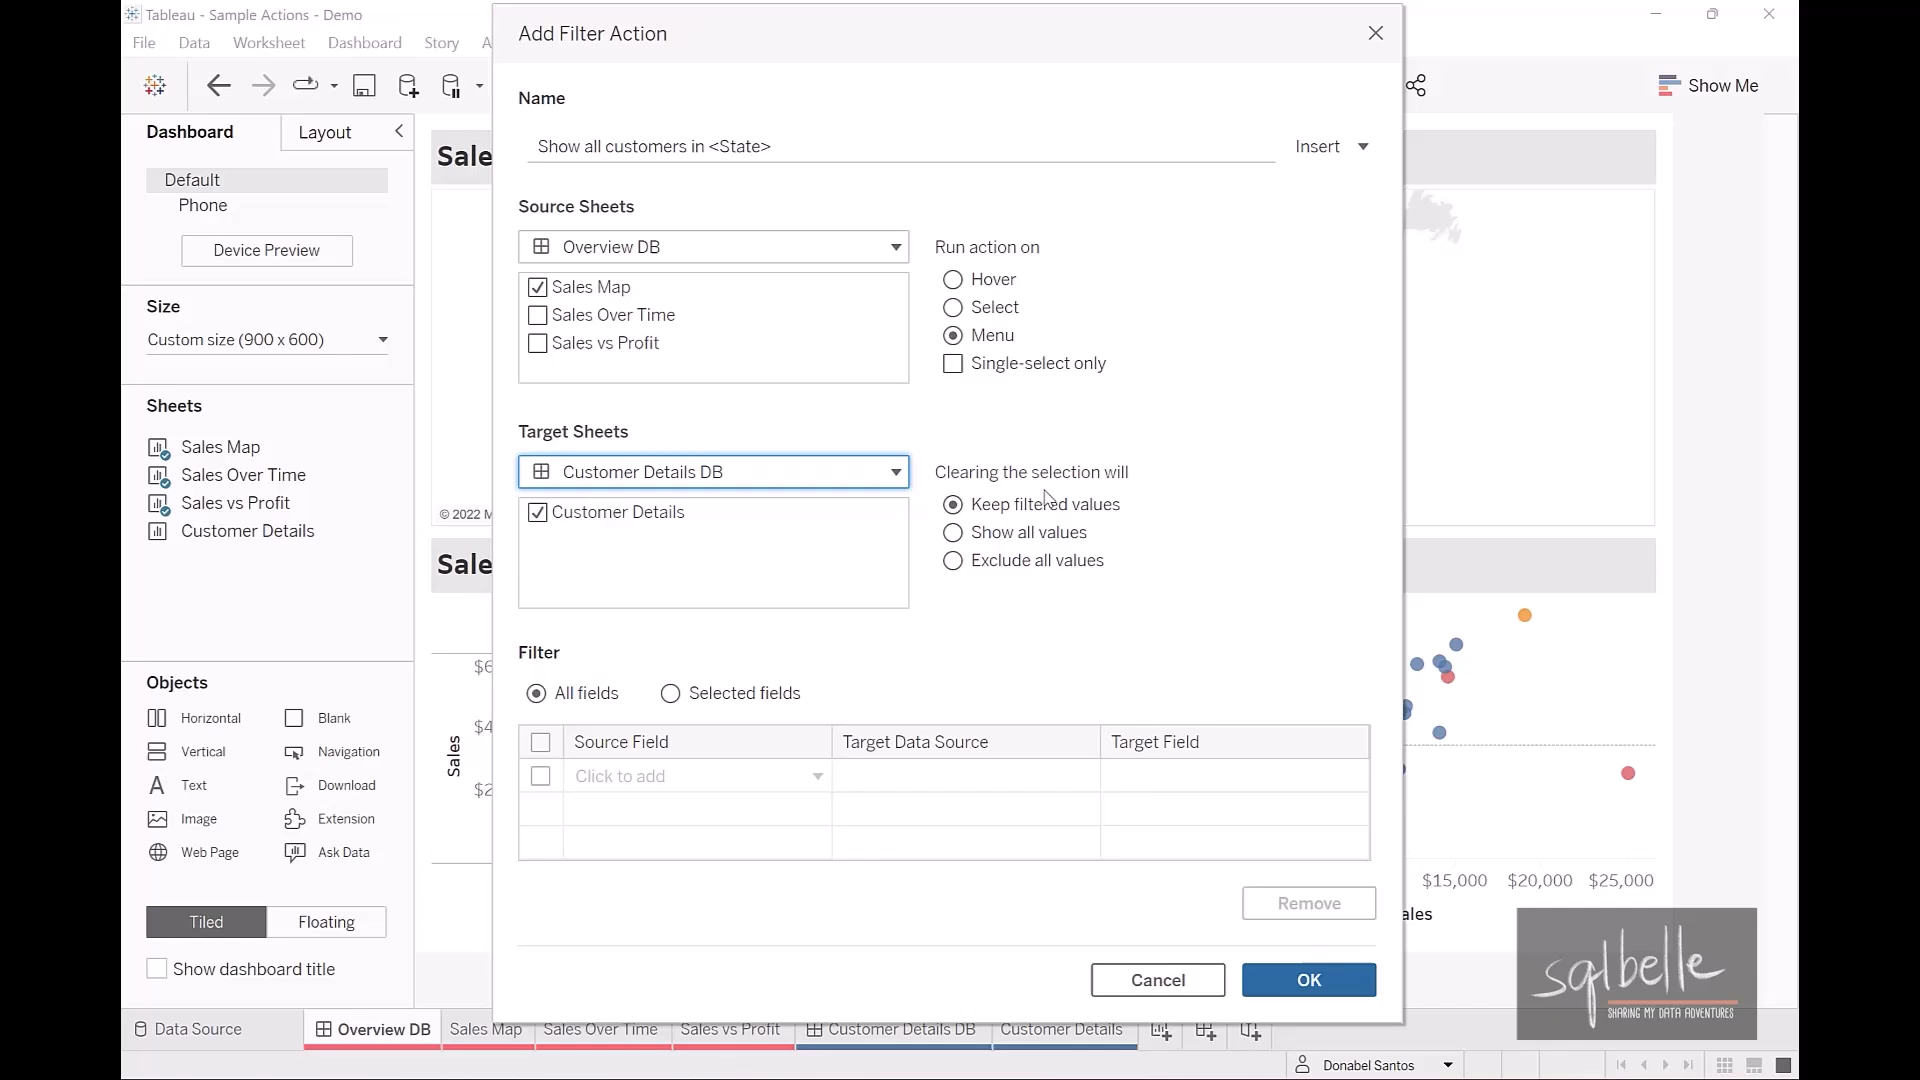 Tableau - Sample Actions - Demo
File Data Worksheet Dashboard Story A
Show Me
Dashboard
Layout
Default
Phone
Device Preview
Size
Custom size (900 x 600)
Sheets
Sales Map
Sales Over Time
Sales vs Profit
Customer Details
Objects
Horizontal
Blank
Vertical
Navigation
Text
Download
Image
Extension
Web Page
Ask Data
Tiled
Floating
Show dashboard title
Sale
© 2022 M
Sale
Sales
$6
$4
$2
Add Filter Action
Name
Show all customers in <State>
Insert
Source Sheets
Overview DB
Sales Map
Sales Over Time
Sales vs Profit
Run action on
Hover
Select
Menu
Single-select only
Target Sheets
Customer Details DB
Customer Details
Clearing the selection will
Keep filtered values
Show all values
Exclude all values
Filter
All fields
Selected fields
Source Field
Target Data Source
Target Field
Click to add
Remove
Cancel
OK
$15,000
$20,000
$25,000
ales
sqlbelle
SHARING MY DATA ADVENTURES
Data Source
Overview DB
Sales Map
Sales Over Time
Sales vs Profit
Customer Details DB
Customer Details
Donabel Santos